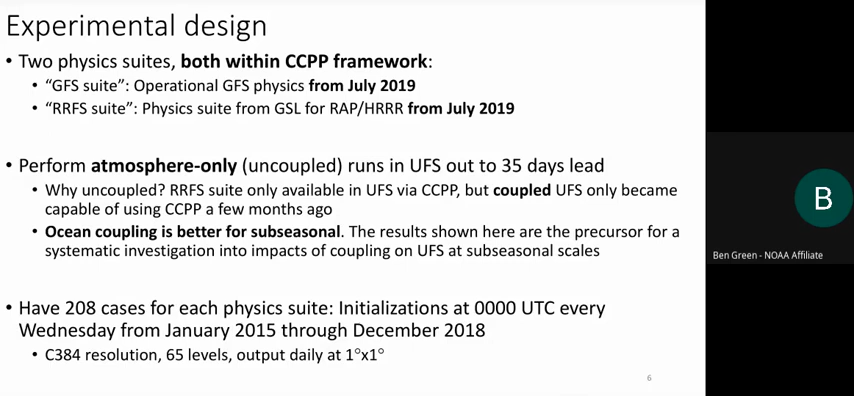 Experimental design
• Two physics suites, both within CCPP framework:
• “GFS suite”: Operational GFS physics from July 2019
• “RRFS suite”: Physics suite from GSL for RAP/HRRR from July 2019
• Perform atmosphere-only (uncoupled) runs in UFS out to 35 days lead
• Why uncoupled? RRFS suite only available in UFS via CCPP, but coupled UFS only became
capable of using CCPP a few months ago
• Ocean coupling is better for subseasonal. The results shown here are the precursor for a
systematic investigation into impacts of coupling on UFS at subseasonal scales
• Have 208 cases for each physics suite: Initializations at 0000 UTC every
Wednesday from January 2015 through December 2018
• C384 resolution, 65 levels, output daily at 1°x1°
6
B
Ben Green - NOAA Affiliate